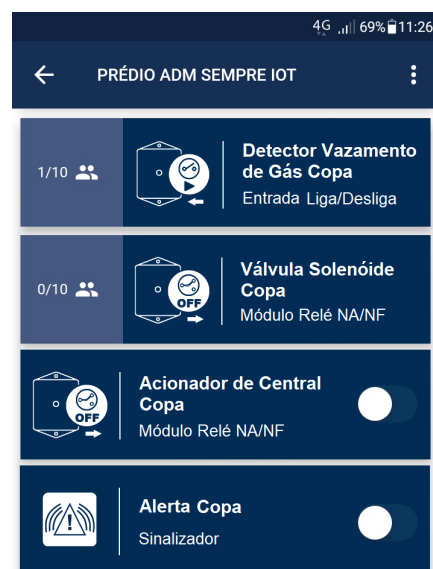 4G 69% 11:26
PRÉDIO ADM SEMPRE IOT
1/10
Detector Vazamento
de Gás Copa
Entrada Liga/Desliga
0/10
OFF
Válvula Solenóide
Copa
Módulo Relé NA/NF
OFF
Acionador de Central
Copa
Módulo Relé NA/NF
Alerta Copa
Sinalizador